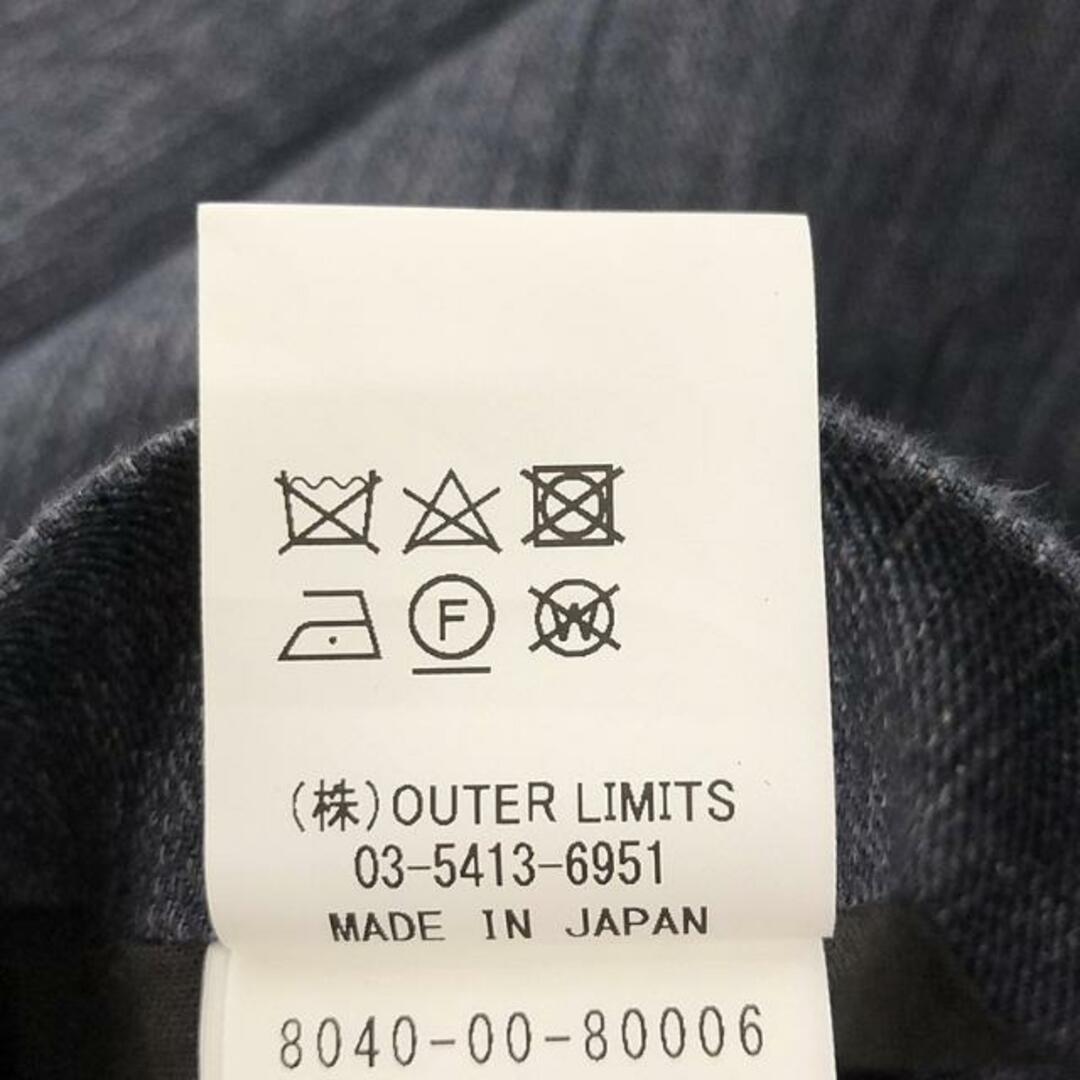 F
W
(株)OUTER LIMITS
03-5413-6951
MADE IN JAPAN
8040-00-80006